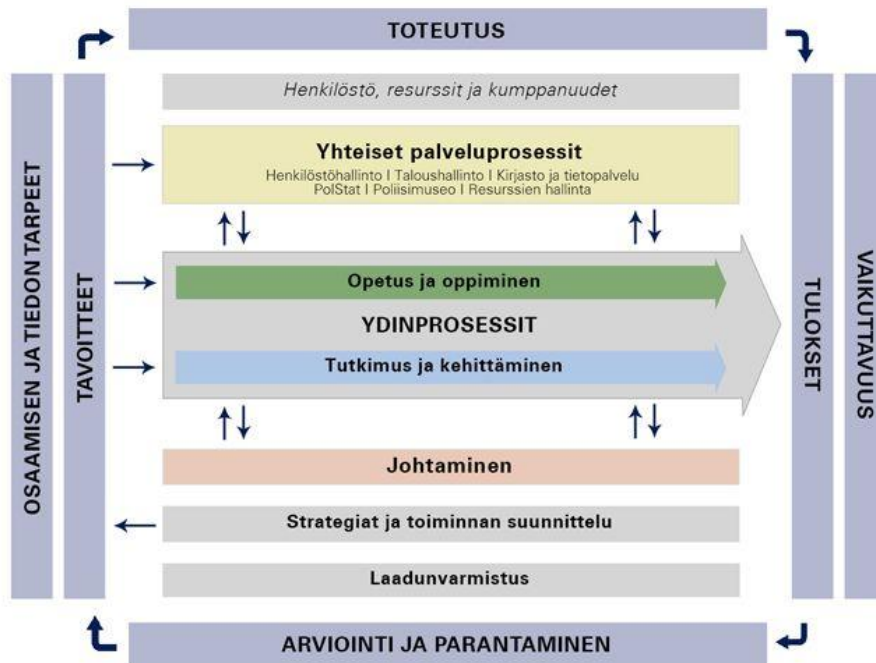 TOTEUTUS
OSAAMISEN JA TIEDON TARPEET
TAVOITTEET
Henkilöstö, resurssit ja kumppanuudet
Yhteiset palveluprosessit
Henkilöstöhallinto I Taloushallinto I Kirjasto ja tietopalvelu
PolStat I Poliisimuseo I Resurssien hallinta
Opetus ja oppiminen
YDINPROSESSIT
Tutkimus ja kehittäminen
Johtaminen
Strategiat ja toiminnan suunnittelu
Laadunvarmistus
TULOKSET
VAIKUTTAVUUS
ARVIOINTI JA PARANTAMINEN